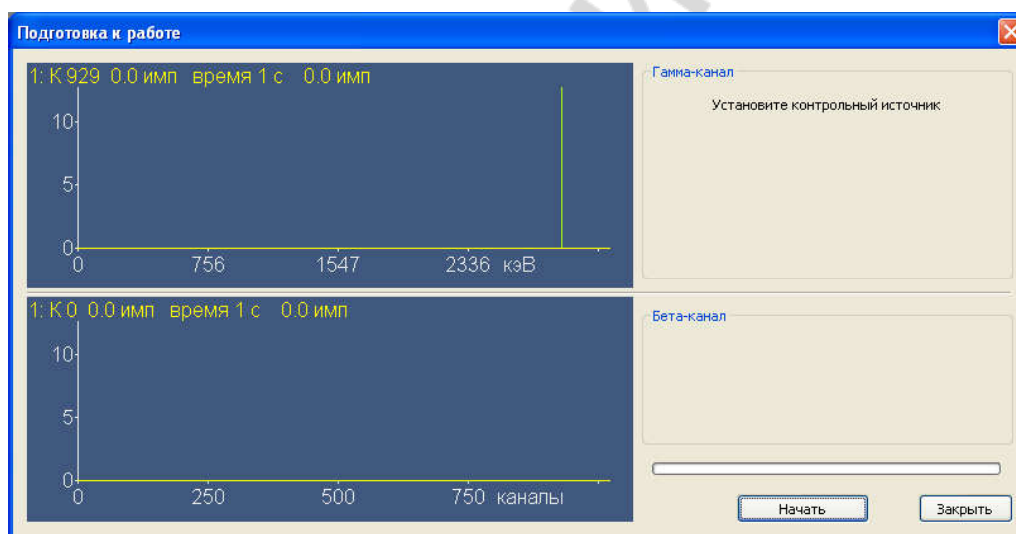 Подготовка к работе
1: К 929 0.0 имп время 1 с 0.0 имп
10
5
0
0 756 1547 2336 кэВ
Гамма-канал
Установите контрольный источник
1: К 0 0.0 имп время 1 с 0.0 имп
10
5
0
0 250 500 750 каналы
Бета-канал
Начать Закрыть